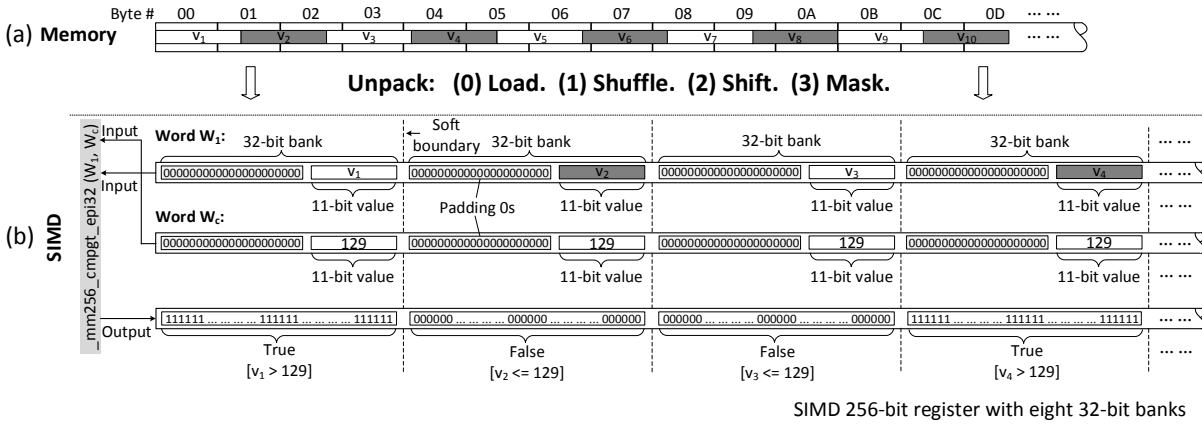 Byte # 00 01 02 03 04 05 06 07 08 09 0A 0B 0C 0D ... ...
(a) Memory v1 v2 v3 v4 v5 v6 v7 v8 v9 v10 ... ...
Unpack: (0) Load. (1) Shuffle. (2) Shift. (3) Mask.
(b) SIMD
_mm256_cmpgt_epi32 (W1, Wc)
Input
Input
Output
Word W1:
Soft boundary
32-bit bank 32-bit bank 32-bit bank 32-bit bank ... ...
000000000000000000000 v1 000000000000000000000 v2 000000000000000000000 v3 000000000000000000000 v4 ... ...
11-bit value 11-bit value 11-bit value 11-bit value ... ...
Padding 0s
Word Wc:
000000000000000000000 129 000000000000000000000 129 000000000000000000000 129 000000000000000000000 129 ... ...
11-bit value 11-bit value 11-bit value 11-bit value ... ...
111111 ... ... ... 111111 ... ... ... 111111 000000 ... ... ... 000000 ... ... ... 000000 000000 ... ... ... 000000 ... ... ... 000000 111111 ... ... ... 111111 ... ... ... 111111 ... ...
True False False True ... ...
[v1 > 129] [v2 <= 129] [v3 <= 129] [v4 > 129]
SIMD 256-bit register with eight 32-bit banks